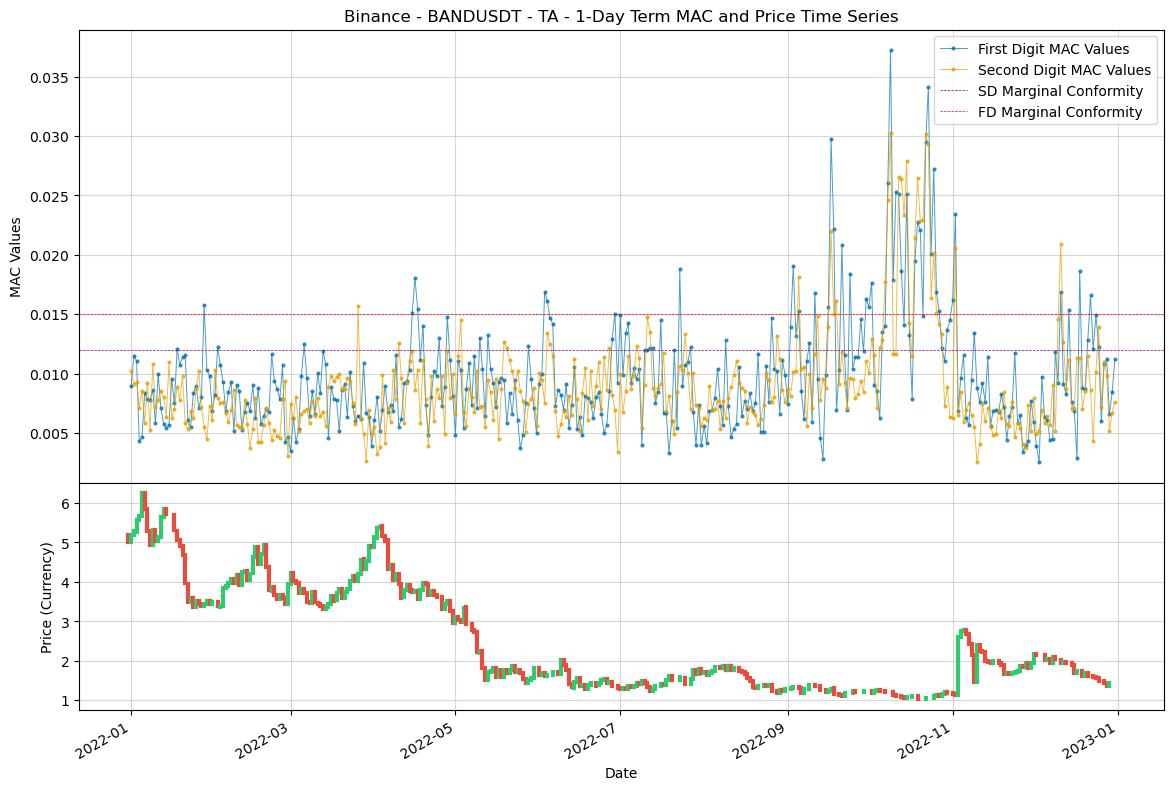 Binance - BANDUSDT - TA - 1-Day Term MAC and Price Time Series
First Digit MAC Values
Second Digit MAC Values
SD Marginal Conformity
FD Marginal Conformity
MAC Values
0.035
0.030
0.025
0.020
0.015
0.010
0.005
Price (Currency)
6
5
4
3
2
1
2022-01
2022-03
2022-05
2022-07
2022-09
2022-11
2023-01
Date